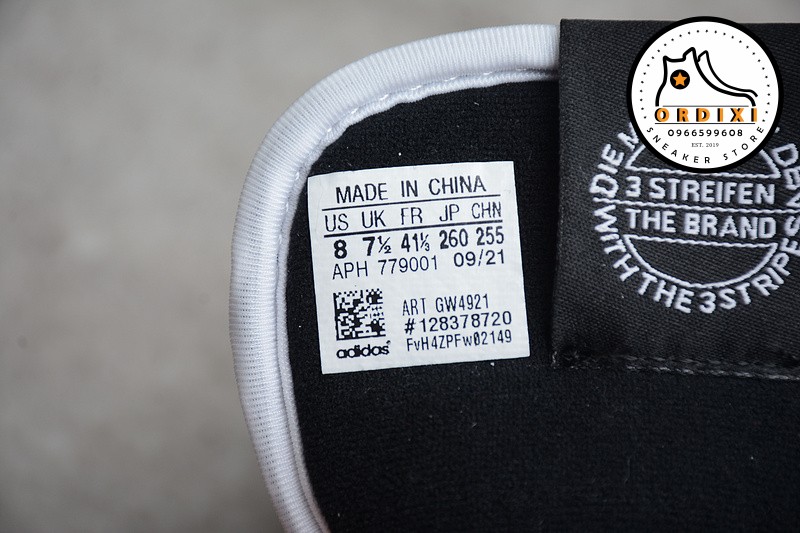 MADE IN CHINA
US UK FR JP CHN
8 7½ 41⅓ 260 255
APH 779001 09/21
ART GW4921
#128378720
FvH4ZPFw02149
adidas
ORDIXI
0966599608
EST. 2019
SNEAKER STORE
3 STREIFEN
THE BRAND
WITH THE 3 STRIPES
DIE M
DEN